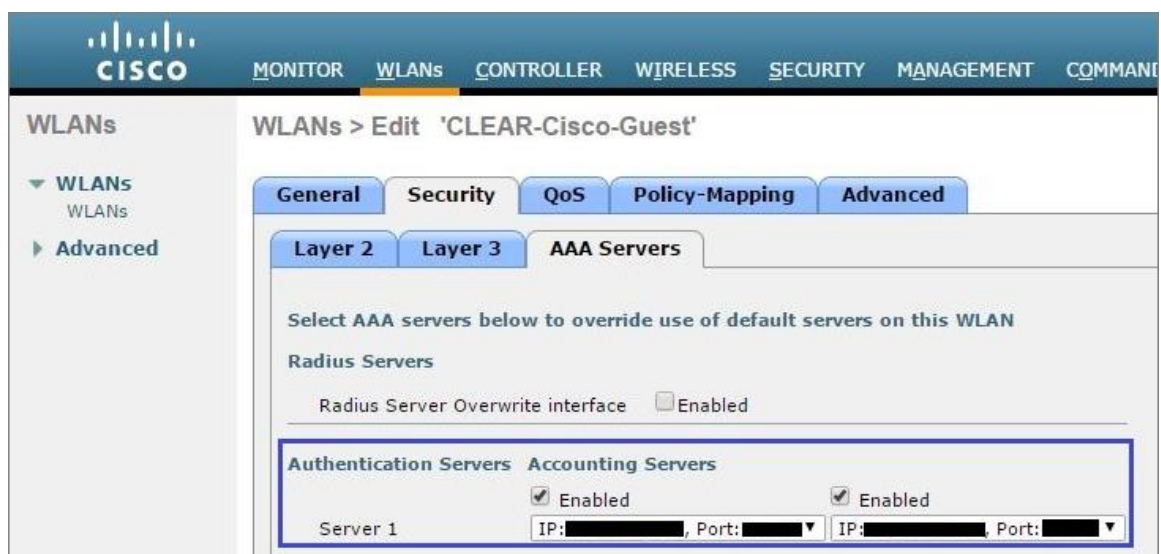 CISCO
MONITOR WLANs CONTROLLER WIRELESS SECURITY MANAGEMENT COMMAND
WLANs
WLANs
WLANs
Advanced
WLANs > Edit 'CLEAR-Cisco-Guest'
General Security QoS Policy-Mapping Advanced
Layer 2 Layer 3 AAA Servers
Select AAA servers below to override use of default servers on this WLAN
Radius Servers
Radius Server Overwrite interface Enabled
Authentication Servers Accounting Servers
Enabled Enabled
Server 1 IP: , Port: IP: , Port: